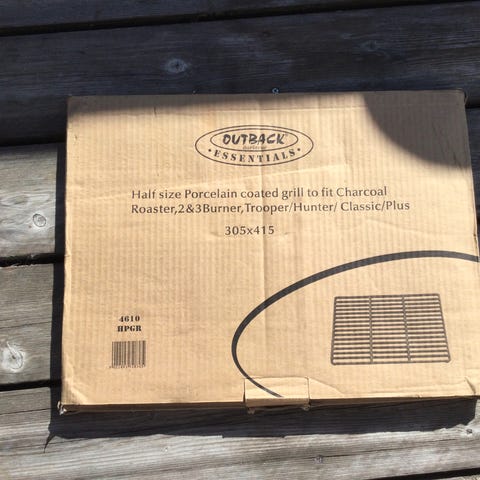 OUTBACK
• ESSENTIALS •
Half size Porcelain coated grill to fit Charcoal
Roaster,2&3Burner,Trooper/Hunter/ Classic/Plus
305x415
4610
HPGR